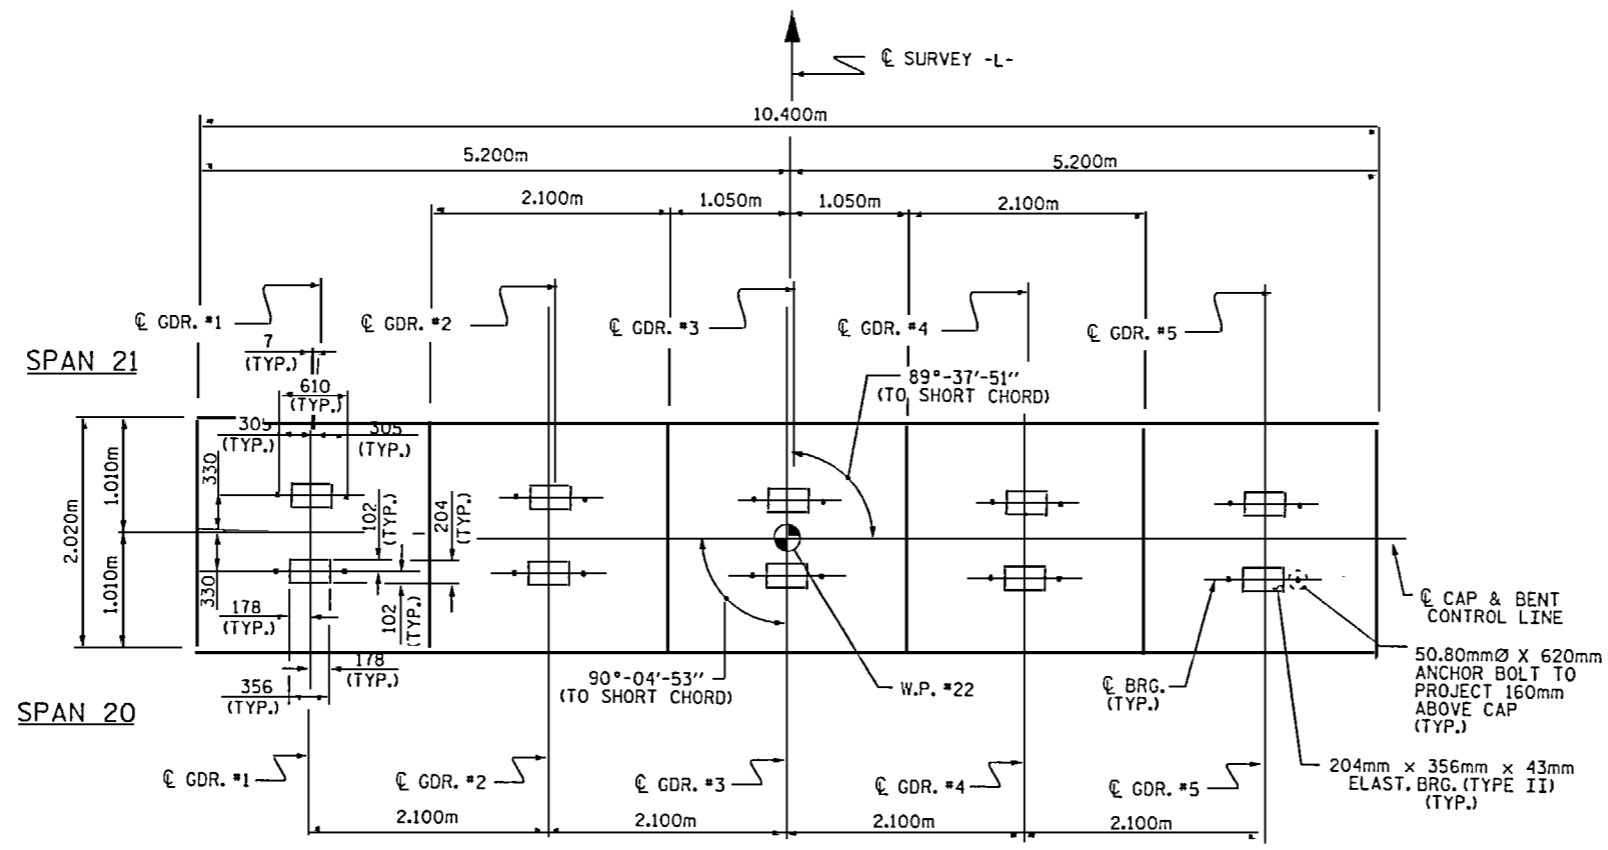 ℄ SURVEY -L-
10.400m
5.200m
5.200m
2.100m
1.050m
1.050m
2.100m
℄ GDR. #1
℄ GDR. #2
℄ GDR. #3
℄ GDR. #4
℄ GDR. #5
7
(TYP.)
SPAN 21
610
(TYP.)
89°-37'-51"
(TO SHORT CHORD)
305
(TYP.)
305
(TYP.)
2.020m
1.010m
1.010m
330
330
102
(TYP.)
204
102
(TYP.)
178
(TYP.)
178
(TYP.)
356
(TYP.)
90°-04'-53"
(TO SHORT CHORD)
W.P. #22
℄ BRG.
(TYP.)
℄ CAP & BENT
CONTROL LINE
50.80mmØ X 620mm
ANCHOR BOLT TO
PROJECT 160mm
ABOVE CAP
(TYP.)
204mm x 356mm x 43mm
ELAST. BRG. (TYPE II)
(TYP.)
SPAN 20
℄ GDR. #1
℄ GDR. #2
℄ GDR. #3
℄ GDR. #4
℄ GDR. #5
2.100m
2.100m
2.100m
2.100m